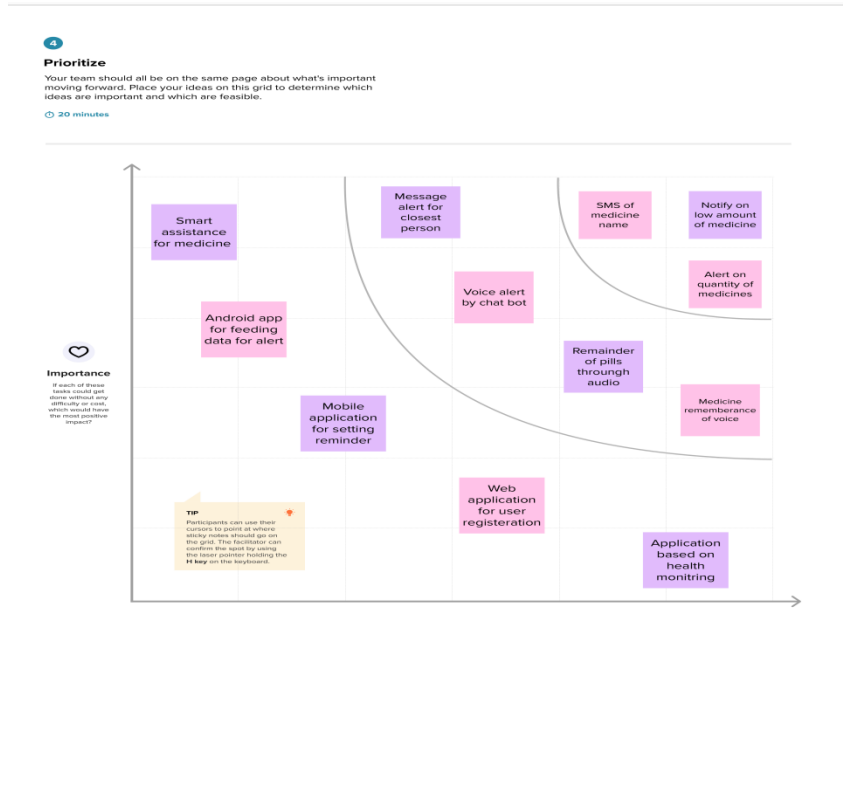 4
Prioritize
Your team should all be on the same page about what's important
moving forward. Place your ideas on this grid to determine which
ideas are important and which are feasible.
20 minutes
Importance
If each of these
tasks could get
done without any
difficulty or cost,
which would have
the most positive
impact?
Smart
assistance
for medicine
Message
alert for
closest
person
SMS of
medicine
name
Notify on
low amount
of medicine
Android app
for feeding
data for alert
Voice alert
by chat bot
Alert on
quantity of
medicines
Mobile
application
for setting
reminder
Remainder
of pills
throungh
audio
Medicine
rememberance
of voice
TIP
Participants can use their
cursors to point at where
sticky notes should go on
the grid. The facilitator can
confirm the spot by using
the laser pointer holding the
H key on the keyboard.
Web
application
for user
registeration
Application
based on
health
monitring